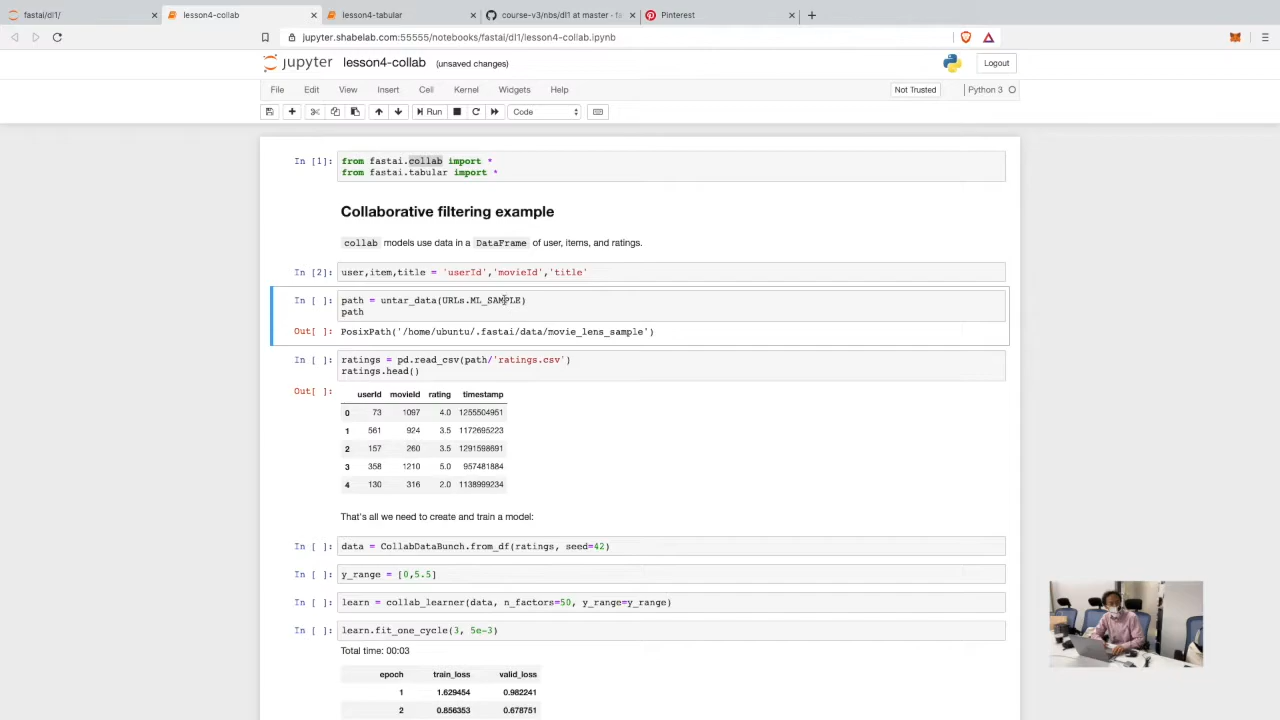 fastai/dl1/
lesson4-collab
lesson4-tabular
course-v3/nbs/dl1 at master · fa
Pinterest
jupyter.shabelab.com:55555/notebooks/fastai/dl1/lesson4-collab.ipynb
jupyter lesson4-collab (unsaved changes)
Logout
File Edit View Insert Cell Kernel Widgets Help
Not Trusted
Python 3
Run
Code
In [1]: from fastai.collab import *
from fastai.tabular import *
Collaborative filtering example
collab models use data in a DataFrame of user, items, and ratings.
In [2]: user,item,title = 'userId','movieId','title'
In [ ]: path = untar_data(URLs.ML_SAMPLE)
path
Out[ ]: PosixPath('/home/ubuntu/.fastai/data/movie_lens_sample')
In [ ]: ratings = pd.read_csv(path/'ratings.csv')
ratings.head()
Out[ ]:
userId movieId rating timestamp
0 73 1097 4.0 1255504951
1 561 924 3.5 1172695223
2 157 260 3.5 1291598691
3 358 1210 5.0 957481884
4 130 316 2.0 1138999234
That's all we need to create and train a model:
In [ ]: data = CollabDataBunch.from_df(ratings, seed=42)
In [ ]: y_range = [0,5.5]
In [ ]: learn = collab_learner(data, n_factors=50, y_range=y_range)
In [ ]: learn.fit_one_cycle(3, 5e-3)
Total time: 00:03
epoch train_loss valid_loss
1 1.629454 0.982241
2 0.856353 0.678751